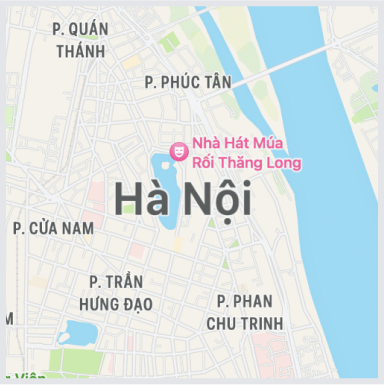 P. QUÁN
THÁNH
P. PHÚC TÂN
Nhà Hát Múa
Rối Thăng Long
Hà Nội
P. CỬA NAM
P. TRẦN
HƯNG ĐẠO
P. PHAN
CHU TRINH
M
Viên